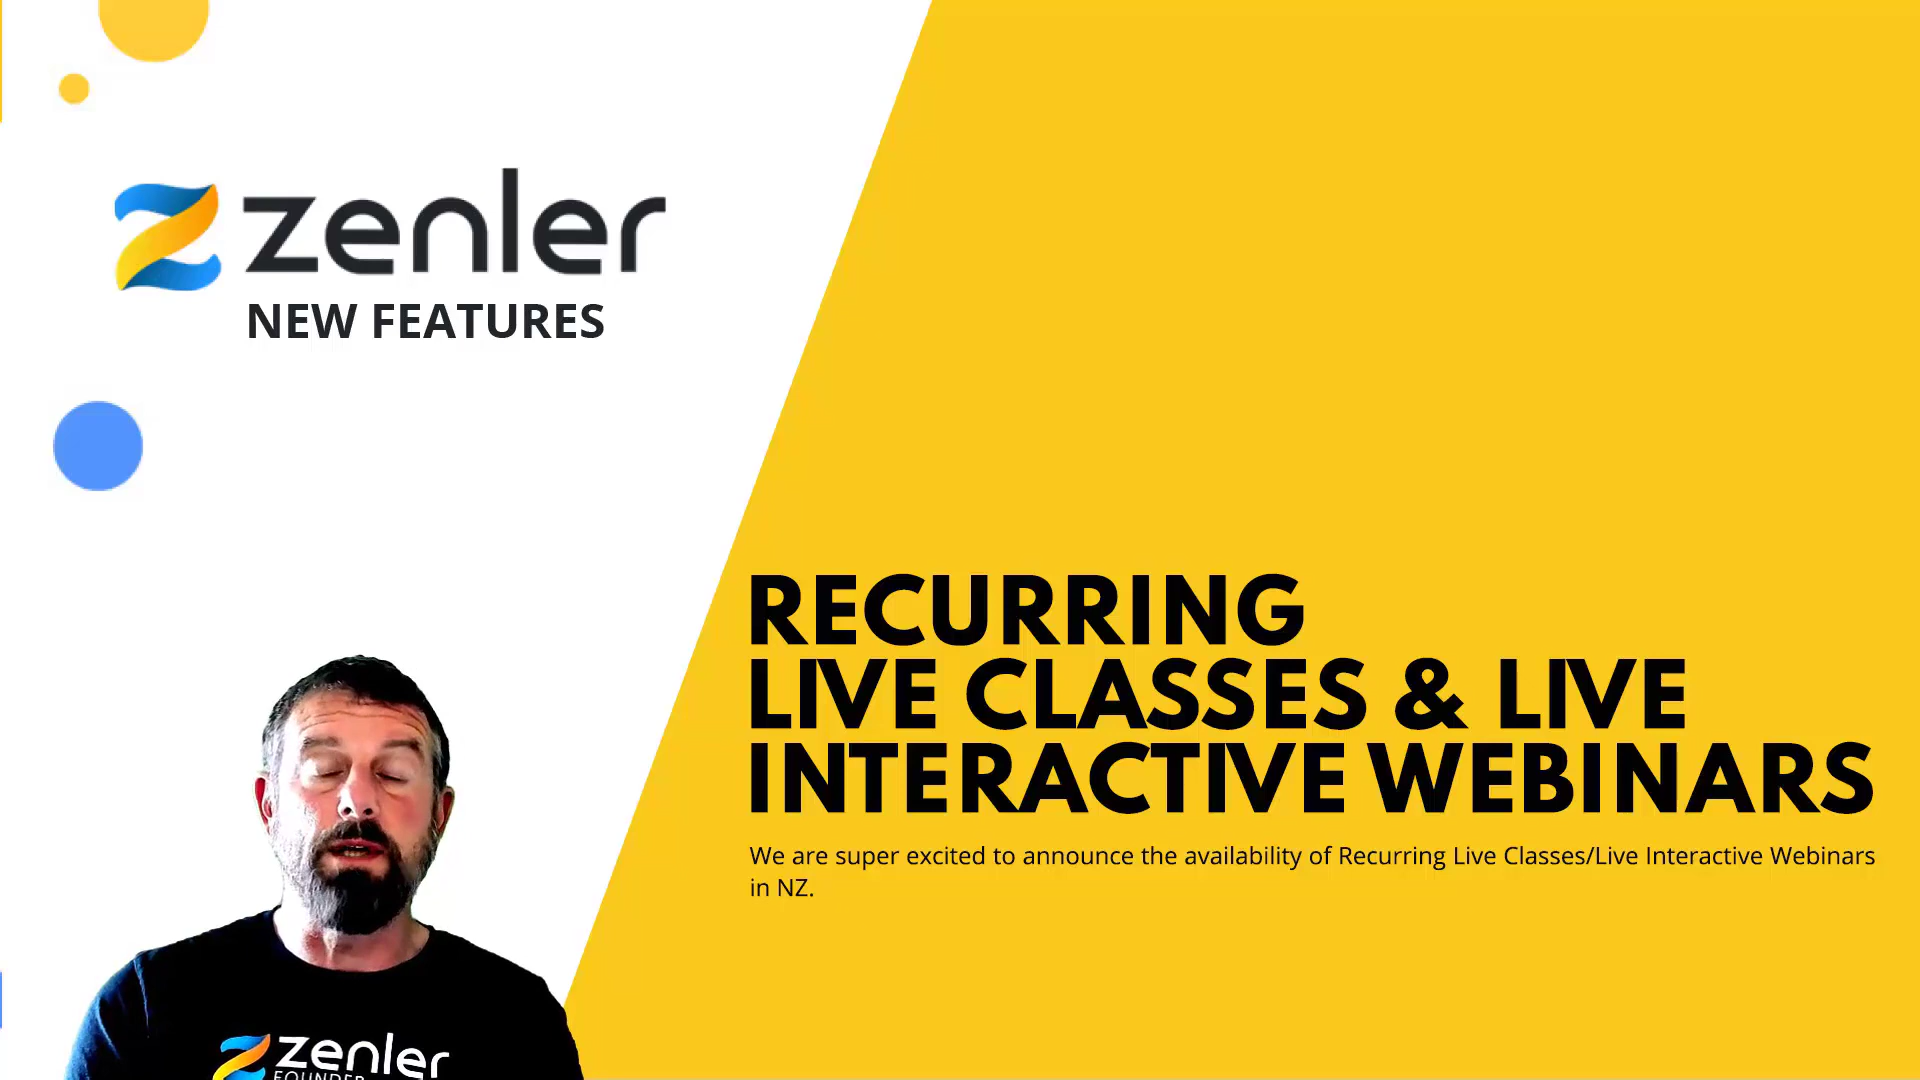 zenler
NEW FEATURES
RECURRING
LIVE CLASSES & LIVE
INTERACTIVE WEBINARS
We are super excited to announce the availability of Recurring Live Classes/Live Interactive Webinars
in NZ.
zenler
FOUNDER